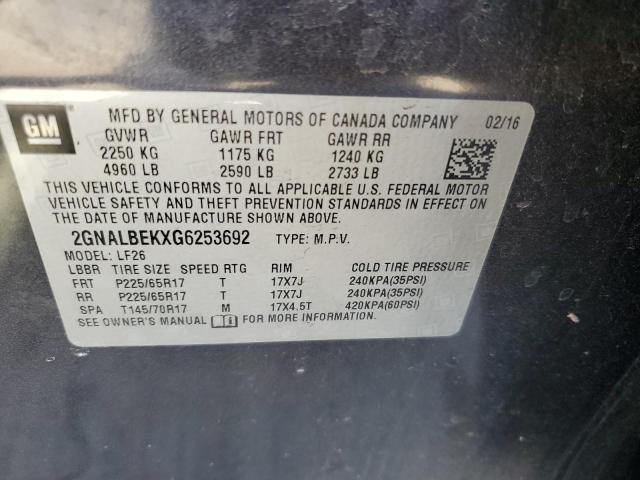 GM
MFD BY GENERAL MOTORS OF CANADA COMPANY 02/16
GVWR GAWR FRT GAWR RR
2250 KG 1175 KG 1240 KG
4960 LB 2590 LB 2733 LB
THIS VEHICLE CONFORMS TO ALL APPLICABLE U.S. FEDERAL MOTOR
VEHICLE SAFETY AND THEFT PREVENTION STANDARDS IN EFFECT ON
THE DATE OF MANUFACTURE SHOWN ABOVE.
2GNALBEKXG6253692 TYPE: M.P.V.
MODEL: LF26
LBBR TIRE SIZE SPEED RTG RIM COLD TIRE PRESSURE
FRT P225/65R17 T 17X7J 240KPA(35PSI)
RR P225/65R17 T 17X7J 240KPA(35PSI)
SPA T145/70R17 M 17X4.5T 420KPA(60PSI)
SEE OWNER'S MANUAL FOR MORE INFORMATION.